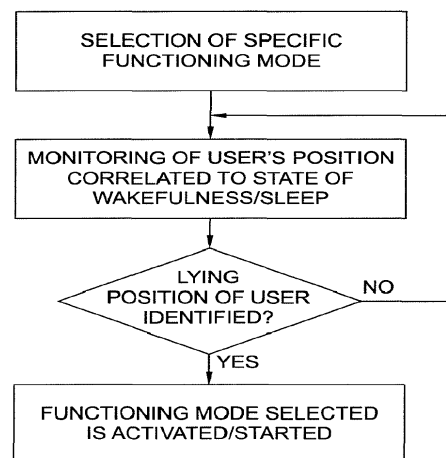 SELECTION OF SPECIFIC
FUNCTIONING MODE
MONITORING OF USER'S POSITION
CORRELATED TO STATE OF
WAKEFULNESS/SLEEP
LYING
POSITION OF USER
IDENTIFIED?
NO
YES
FUNCTIONING MODE SELECTED
IS ACTIVATED/STARTED